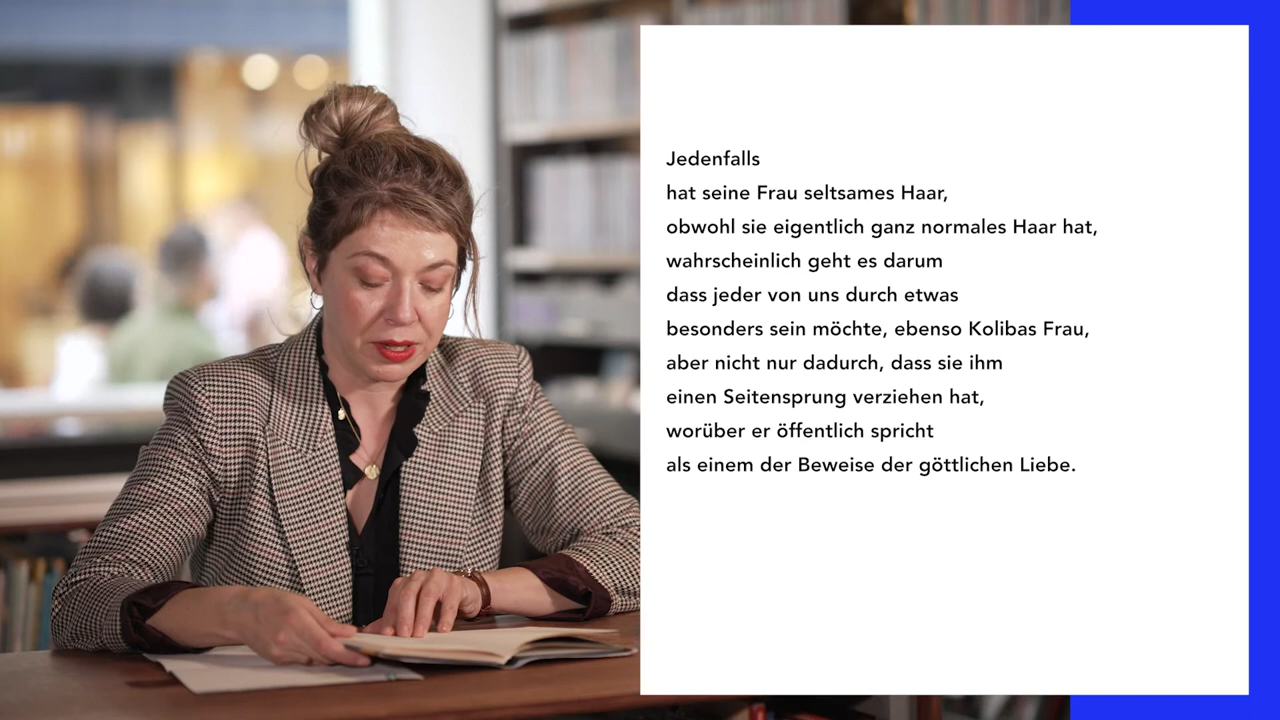 Jedenfalls
hat seine Frau seltsames Haar,
obwohl sie eigentlich ganz normales Haar hat,
wahrscheinlich geht es darum
dass jeder von uns durch etwas
besonders sein möchte, ebenso Kolibas Frau,
aber nicht nur dadurch, dass sie ihm
einen Seitensprung verziehen hat,
worüber er öffentlich spricht
als einem der Beweise der göttlichen Liebe.